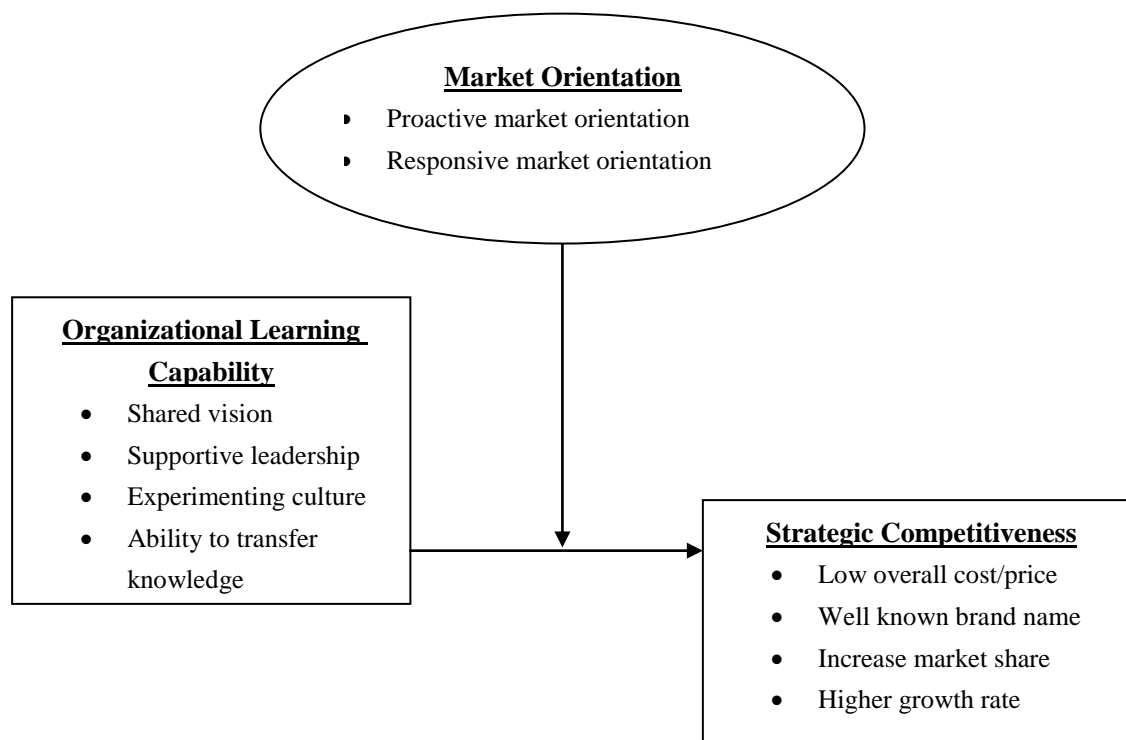 Market Orientation
• Proactive market orientation
• Responsive market orientation
Organizational Learning
Capability
• Shared vision
• Supportive leadership
• Experimenting culture
• Ability to transfer
knowledge
Strategic Competitiveness
• Low overall cost/price
• Well known brand name
• Increase market share
• Higher growth rate